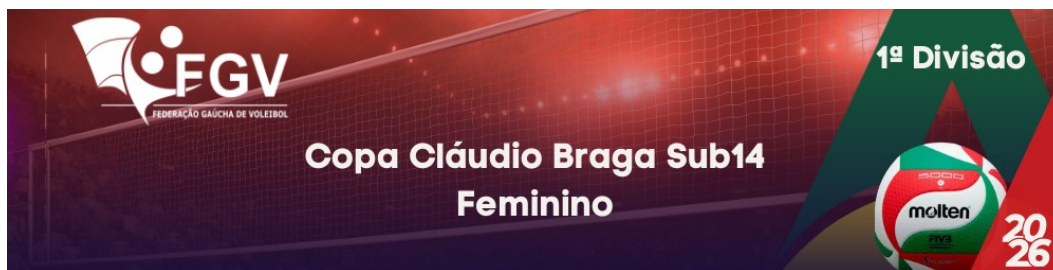 FGV
FEDERAÇÃO GAÚCHA DE VOLEIBOL
1ª Divisão
Copa Cláudio Braga Sub14
Feminino
5000
molten
FIVB
20
26